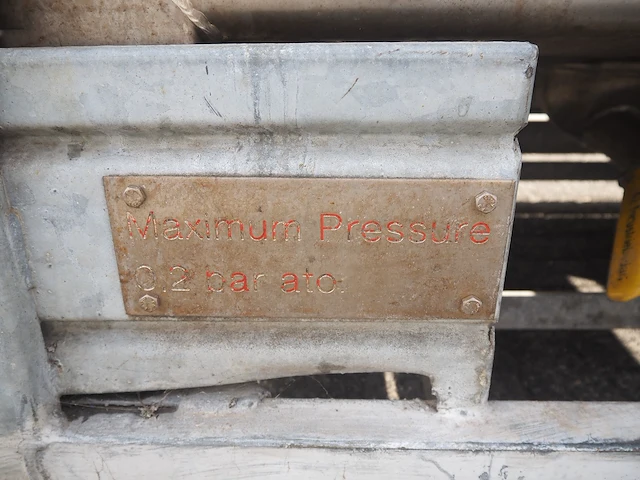 Maximum Pressure
0,2 bar ato.